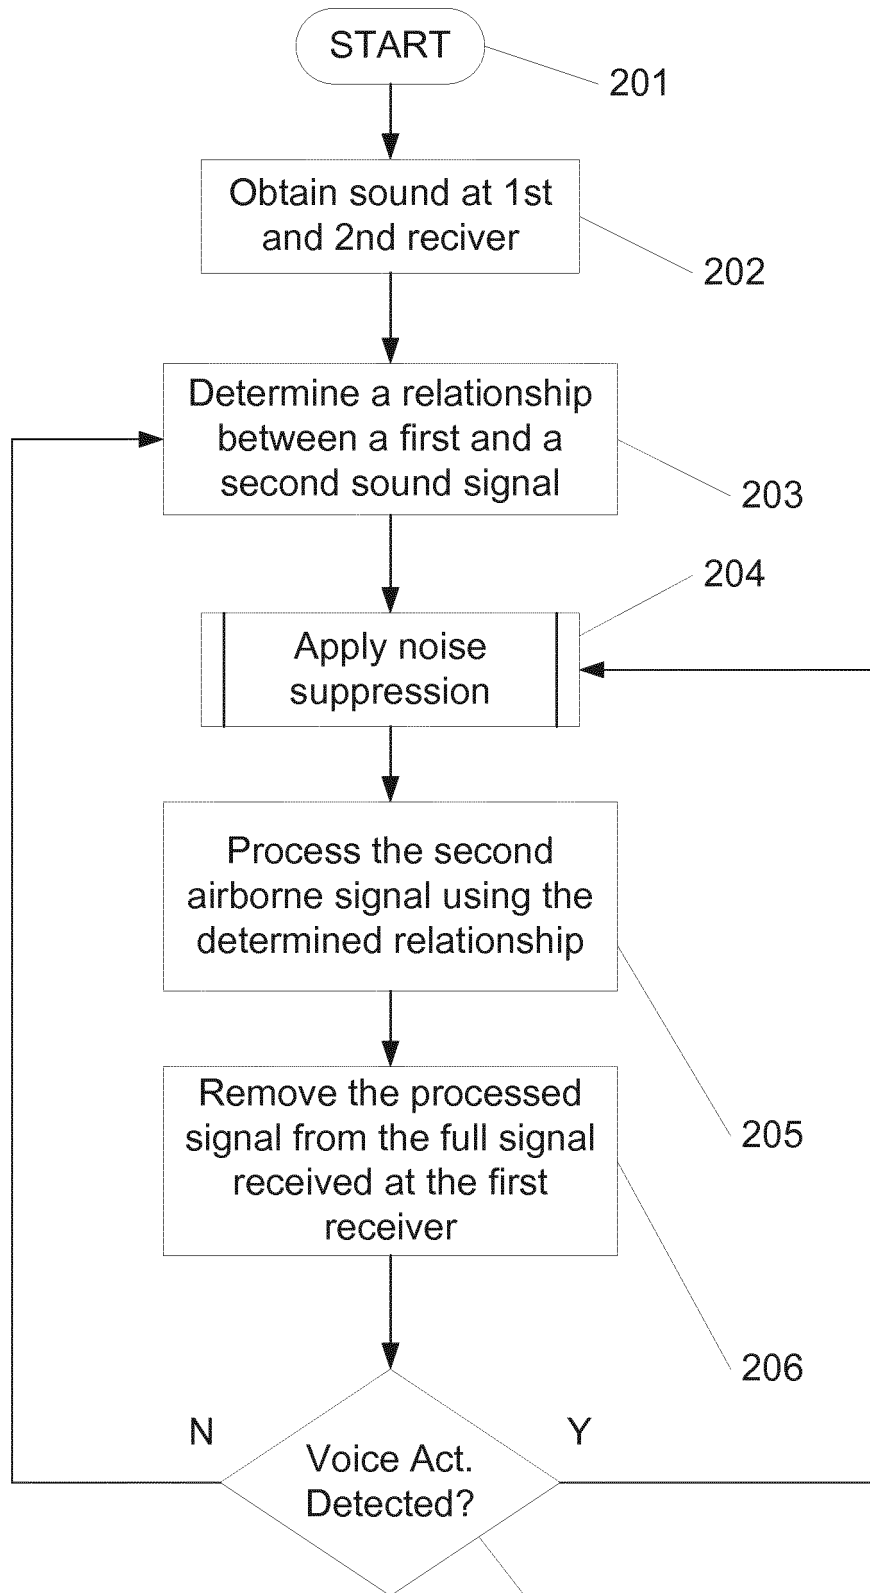 START
201
Obtain sound at 1st
and 2nd reciver
202
Determine a relationship
between a first and a
second sound signal
203
204
Apply noise
suppression
Process the second
airborne signal using the
determined relationship
205
Remove the processed
signal from the full signal
received at the first
receiver
206
N
Y
Voice Act.
Detected?